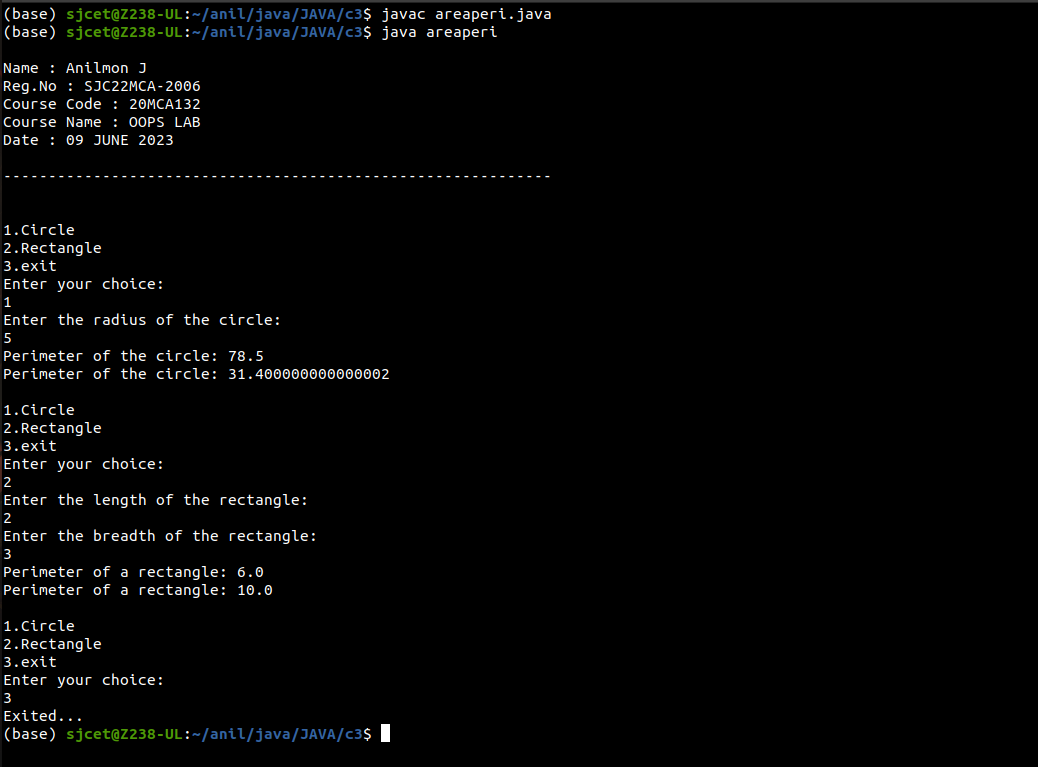 (base) sjcet@Z238-UL:~/anil/java/JAVA/c3$ javac areaperi.java
(base) sjcet@Z238-UL:~/anil/java/JAVA/c3$ java areaperi
Name : Anilmon J
Reg.No : SJC22MCA-2006
Course Code : 20MCA132
Course Name : OOPS LAB
Date : 09 JUNE 2023
-------------------------------------------------------------
1.Circle
2.Rectangle
3.exit
Enter your choice:
1
Enter the radius of the circle:
5
Perimeter of the circle: 78.5
Perimeter of the circle: 31.400000000000002
1.Circle
2.Rectangle
3.exit
Enter your choice:
2
Enter the length of the rectangle:
2
Enter the breadth of the rectangle:
3
Perimeter of a rectangle: 6.0
Perimeter of a rectangle: 10.0
1.Circle
2.Rectangle
3.exit
Enter your choice:
3
Exited...
(base) sjcet@Z238-UL:~/anil/java/JAVA/c3$